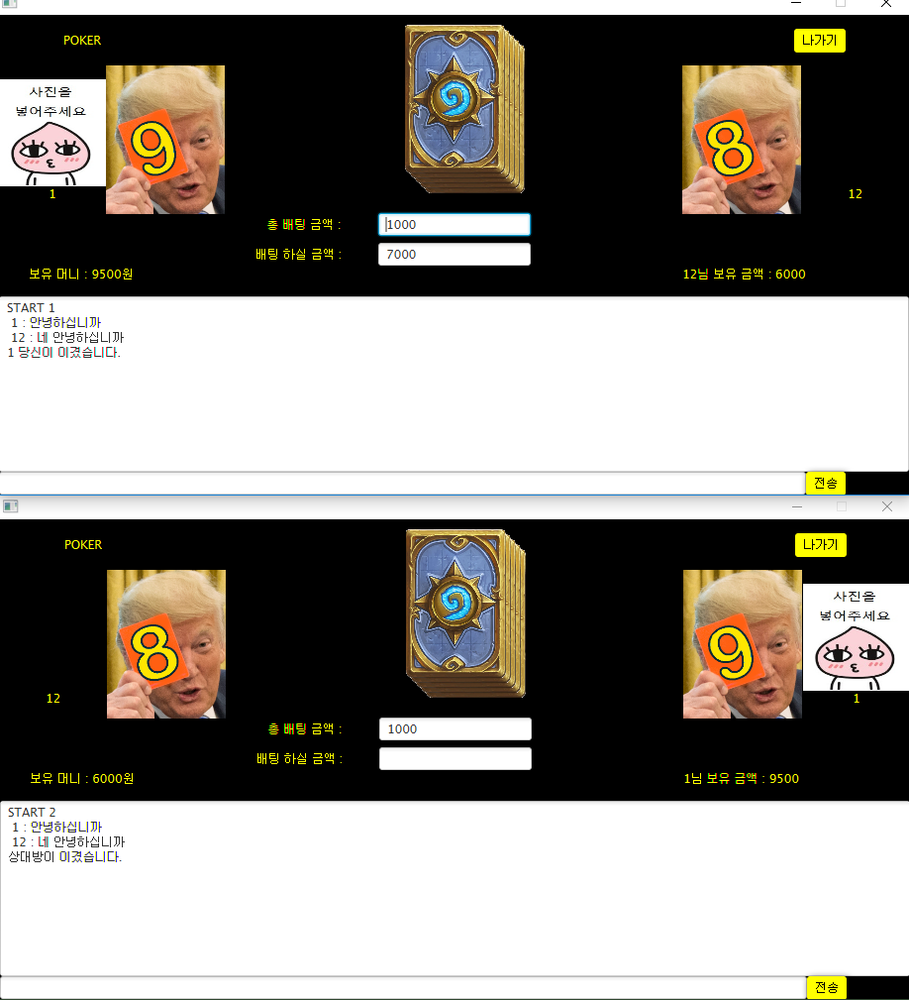 POKER
나가기
사진을
넣어주세요
9
8
1
12
총 배팅 금액 :
1000
배팅 하실 금액 :
7000
보유 머니 : 9500원
12님 보유 금액 : 6000
START 1
1 : 안녕하십니까
12 : 네 안녕하십니까
1 당신이 이겼습니다.
전송
POKER
나가기
8
9
사진을
넣어주세요
12
1
총 배팅 금액 :
1000
배팅 하실 금액 :
보유 머니 : 6000원
1님 보유 금액 : 9500
START 2
1 : 안녕하십니까
12 : 네 안녕하십니까
상대방이 이겼습니다.
전송